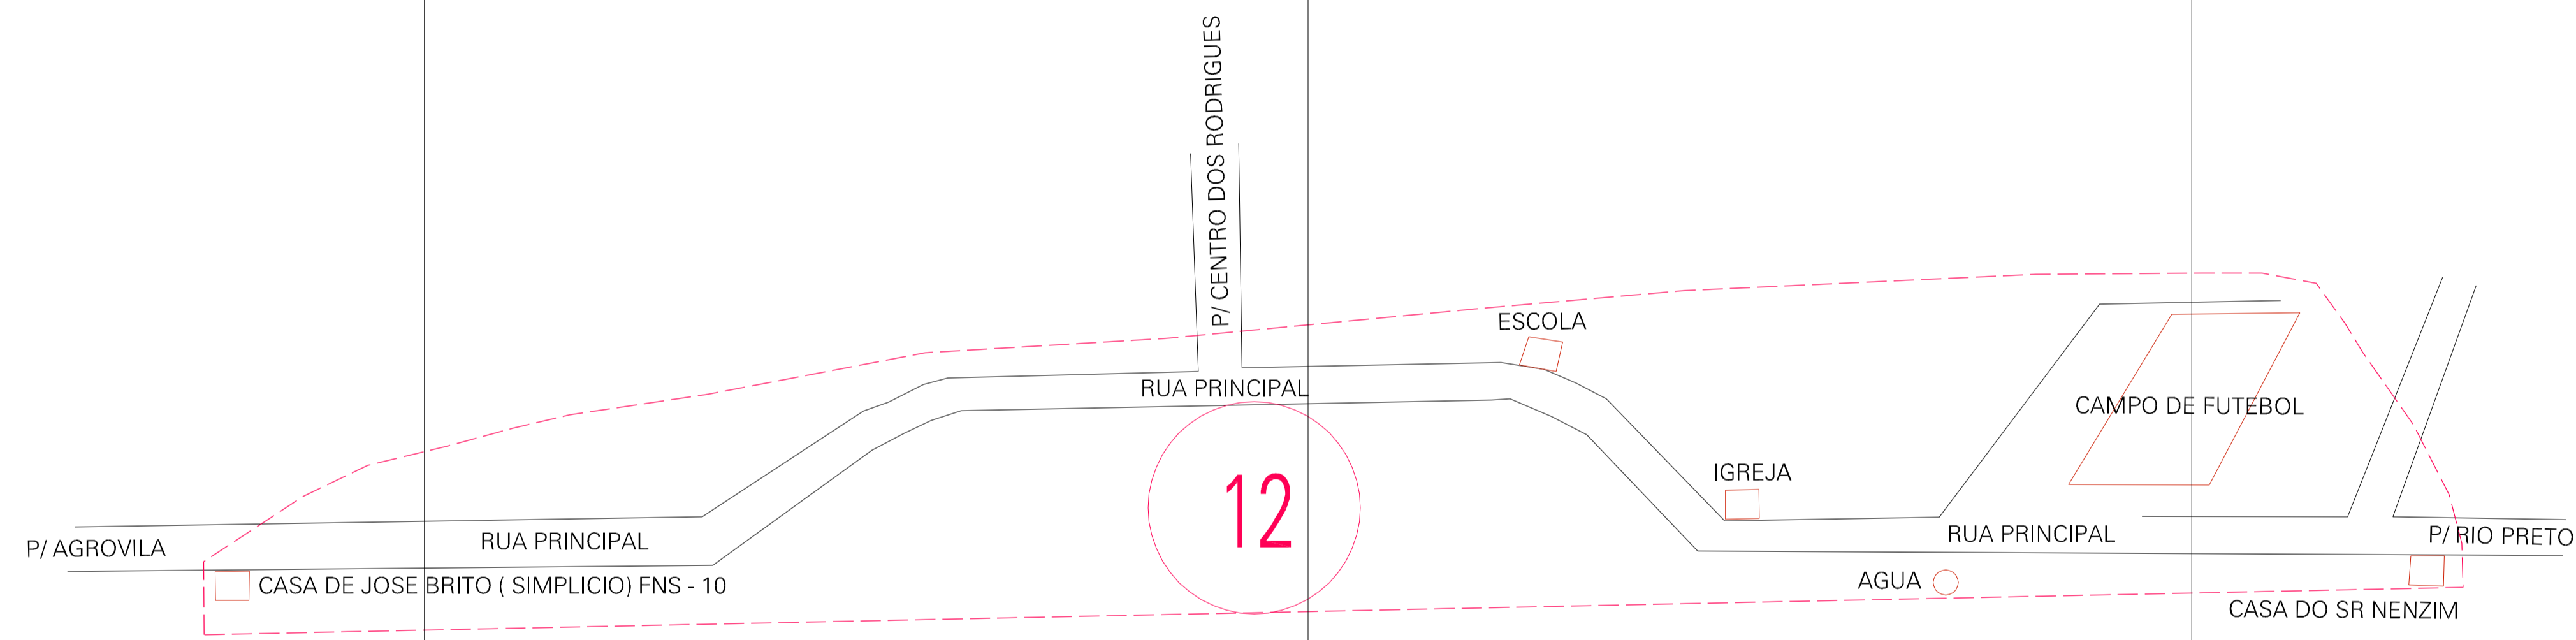 P/ CENTRO DOS RODRIGUES
ESCOLA
RUA PRINCIPAL
CAMPO DE FUTEBOL
IGREJA
12
RUA PRINCIPAL
P/ RIO PRETO
RUA PRINCIPAL
P/ AGROVILA
AGUA
CASA DE JOSE BRITO ( SIMPLICIO) FNS - 10
CASA DO SR NENZIM